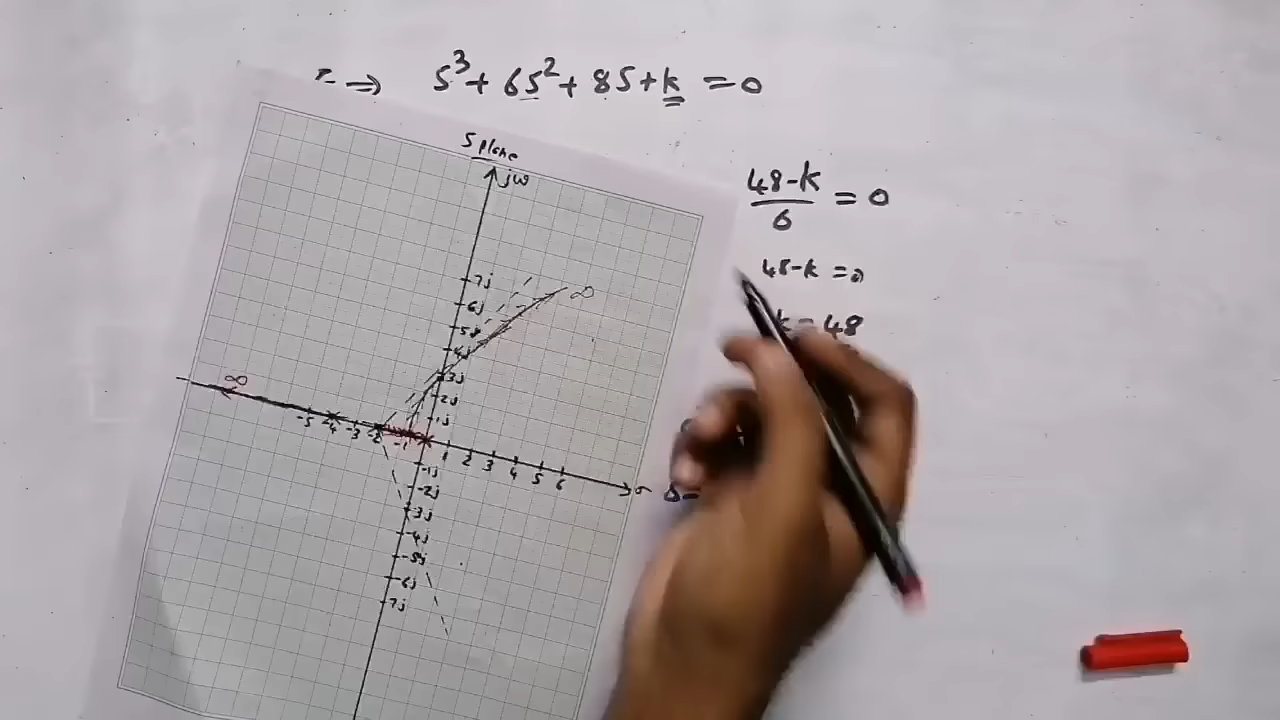 ⇒ s³ + 6s² + 8s + k = 0
S plane
jω
48-k / 6 = 0
48-k = 0
k = 48
7j
6j
5j
4j
3j
2j
1j
∞
∞
-5 -4 -3 -2 -1 1 2 3 4 5 6
σ
-1j
-2j
-3j
-4j
-5j
-6j
7j